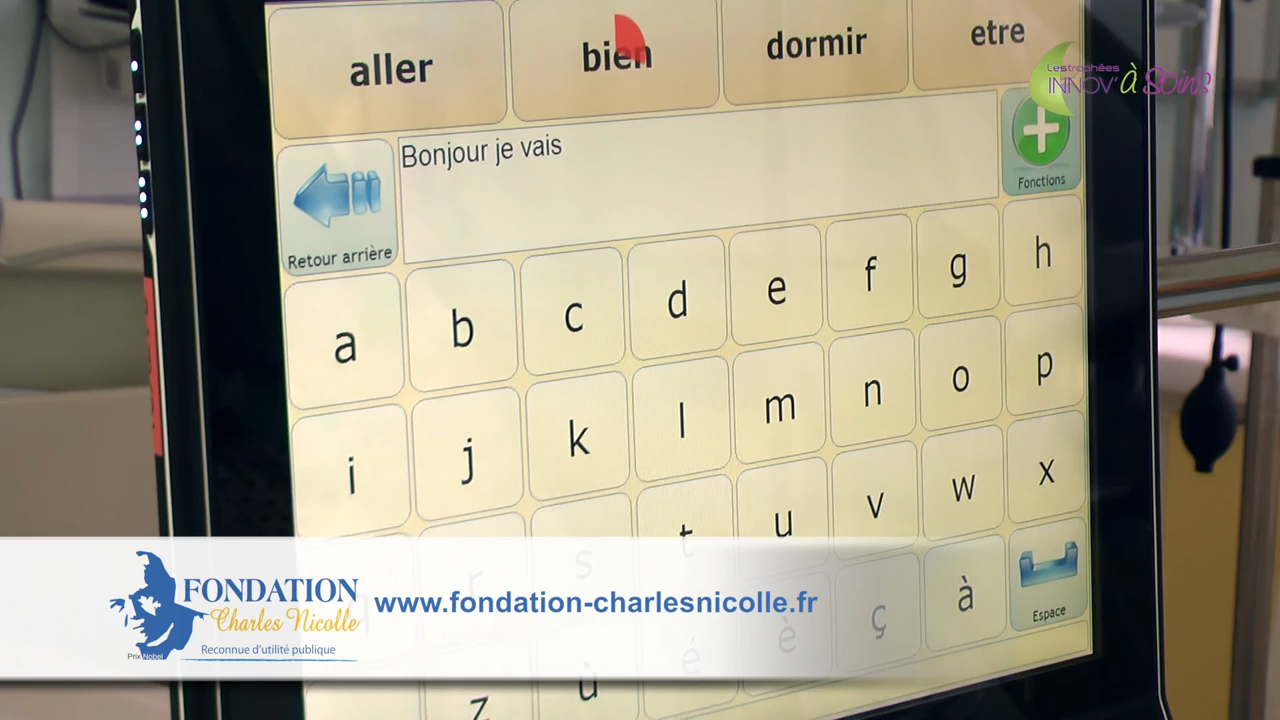 aller bien dormir etre
Les trophées
INNOV' à Soins
Bonjour je vais
Fonctions
Retour arrière
a b c d e f g h
i j k l m n o p
r s t u v w x
é è ç à Espace
z ù
FONDATION
Charles Nicolle
Reconnue d'utilité publique
Prix Nobel
www.fondation-charlesnicolle.fr